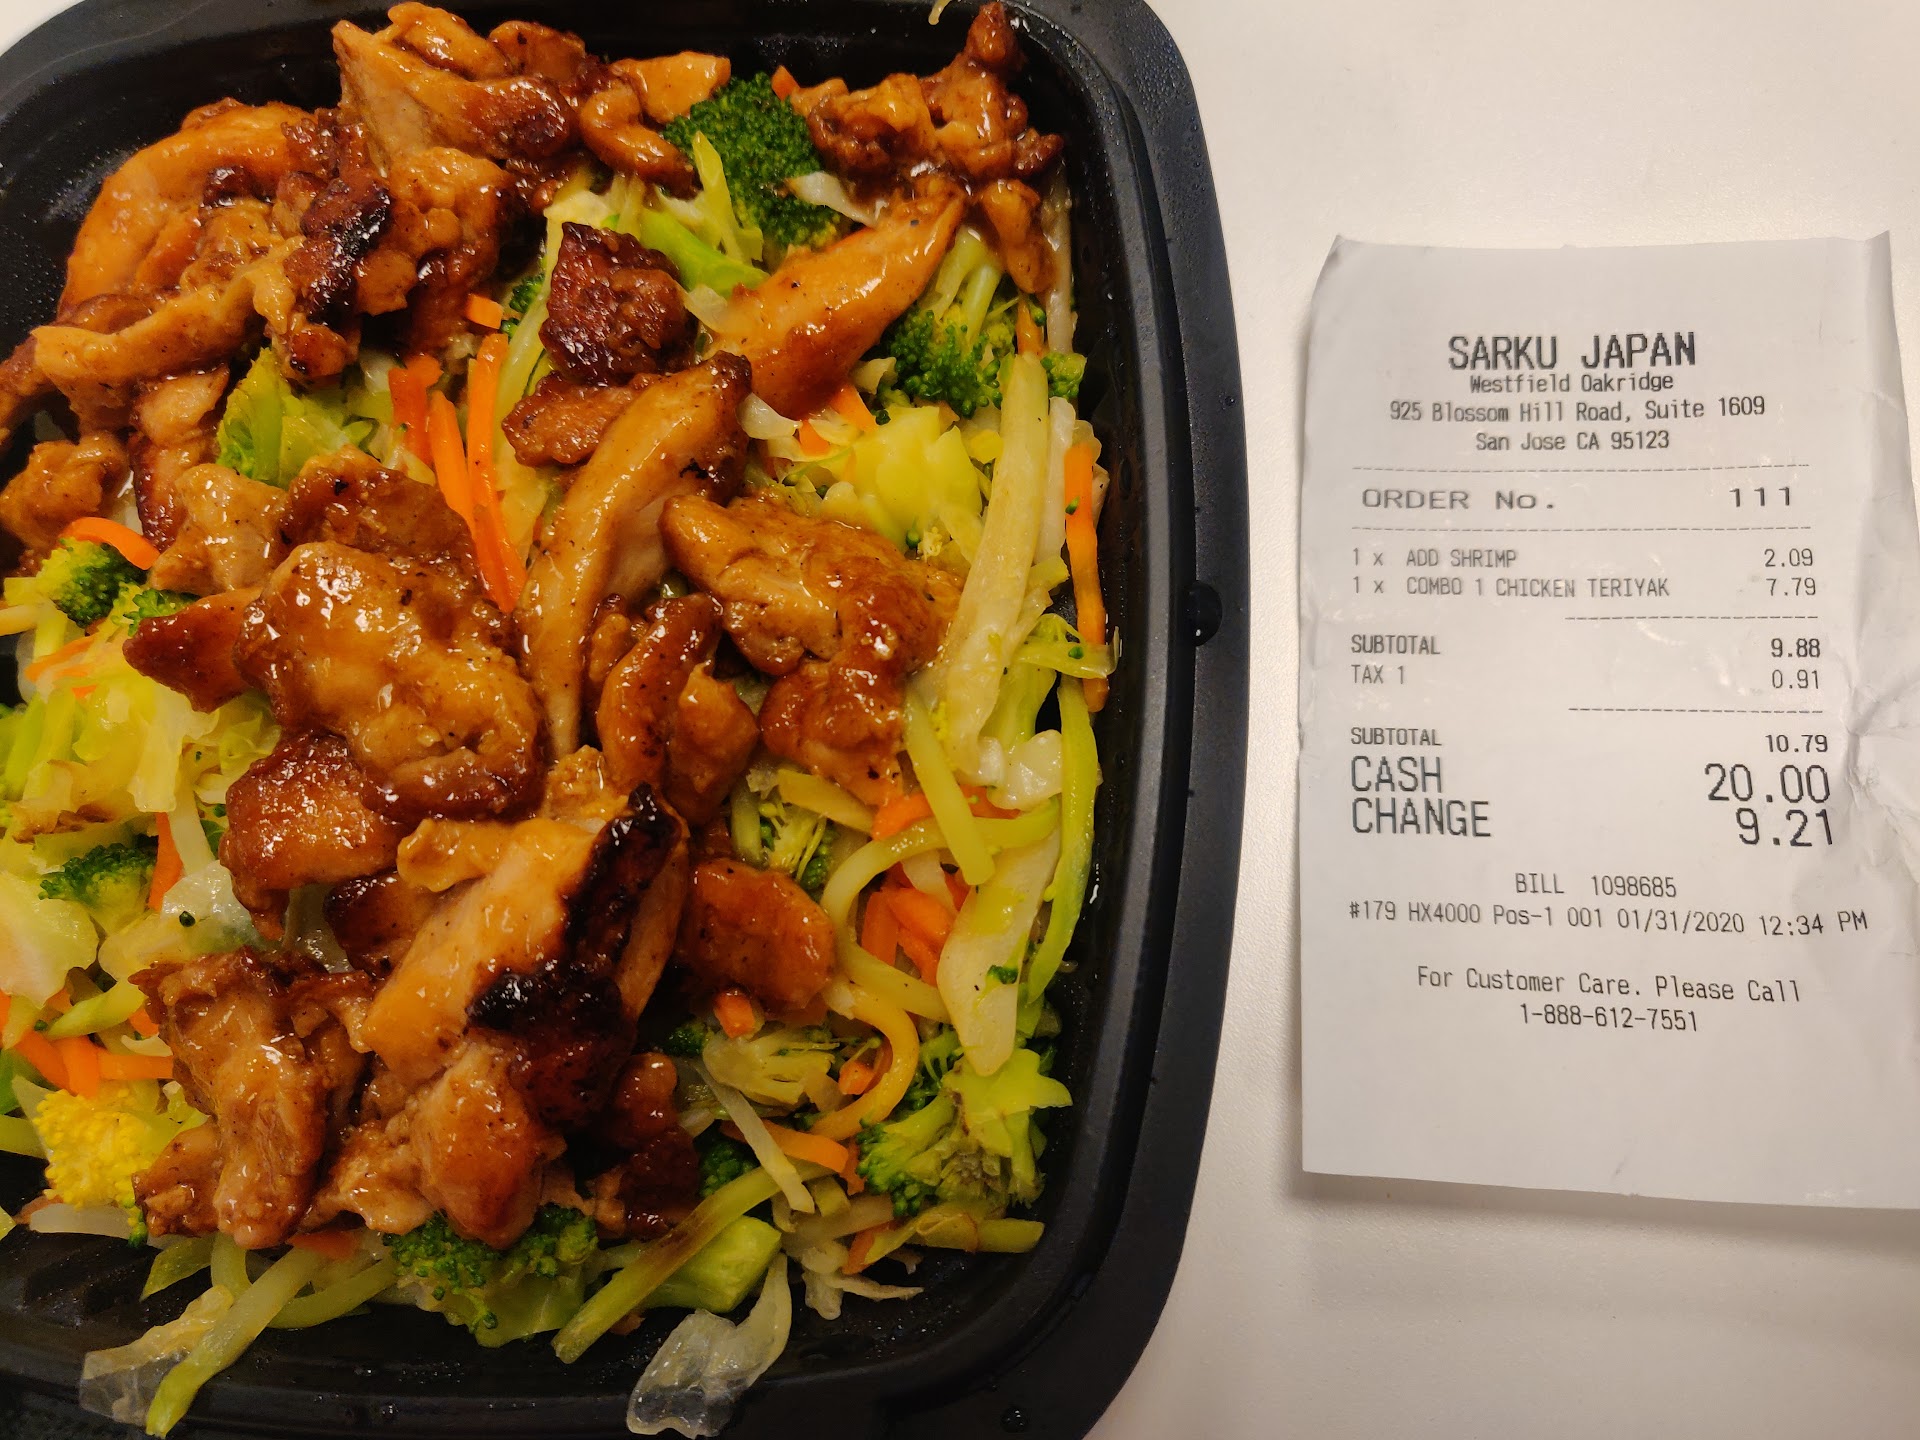 SARKU JAPAN
Westfield Oakridge
925 Blossom Hill Road, Suite 1609
San Jose CA 95123
ORDER No. 111
1 x ADD SHRIMP 2.09
1 x COMBO 1 CHICKEN TERIYAK 7.79
SUBTOTAL 9.88
TAX 1 0.91
SUBTOTAL 10.79
CASH 20.00
CHANGE 9.21
BILL 1098685
#179 HX4000 Pos-1 001 01/31/2020 12:34 PM
For Customer Care. Please Call
1-888-612-7551